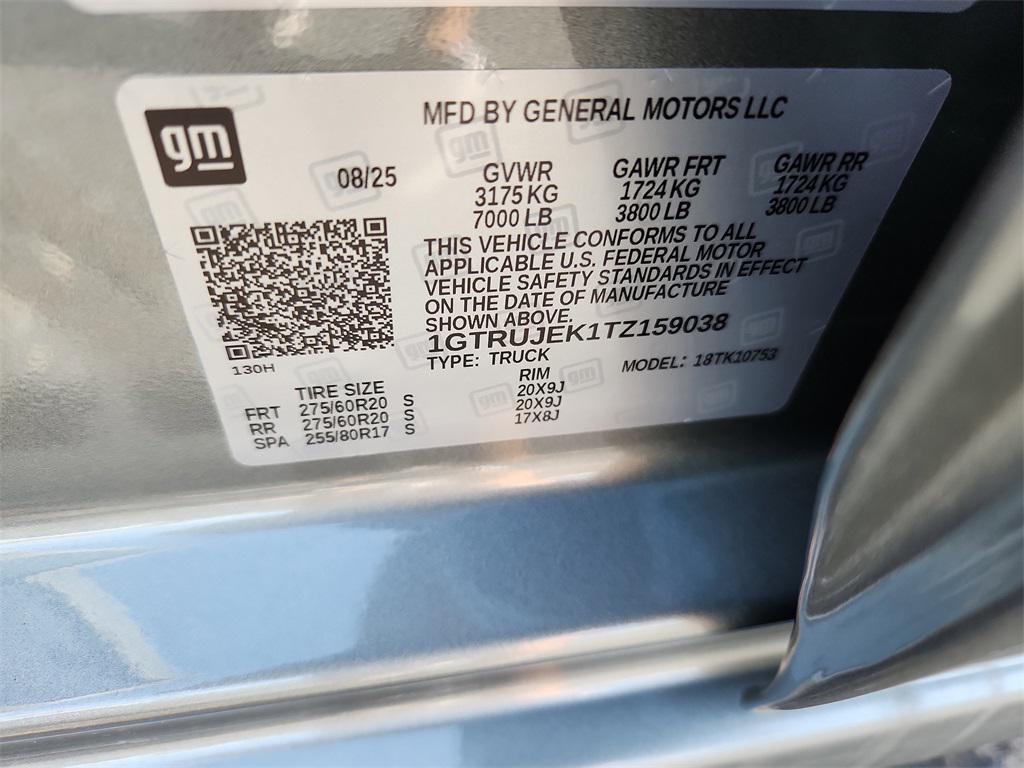 gm
MFD BY GENERAL MOTORS LLC
08/25
GVWR GAWR FRT GAWR RR
3175 KG 1724 KG 1724 KG
7000 LB 3800 LB 3800 LB
THIS VEHICLE CONFORMS TO ALL
APPLICABLE U.S. FEDERAL MOTOR
VEHICLE SAFETY STANDARDS IN EFFECT
ON THE DATE OF MANUFACTURE
SHOWN ABOVE.
1GTRUJEK1TZ159038
TYPE: TRUCK MODEL: 18TK10753
130H
TIRE SIZE RIM
FRT 275/60R20 S 20X9J
RR 275/60R20 S 20X9J
SPA 255/80R17 S 17X8J